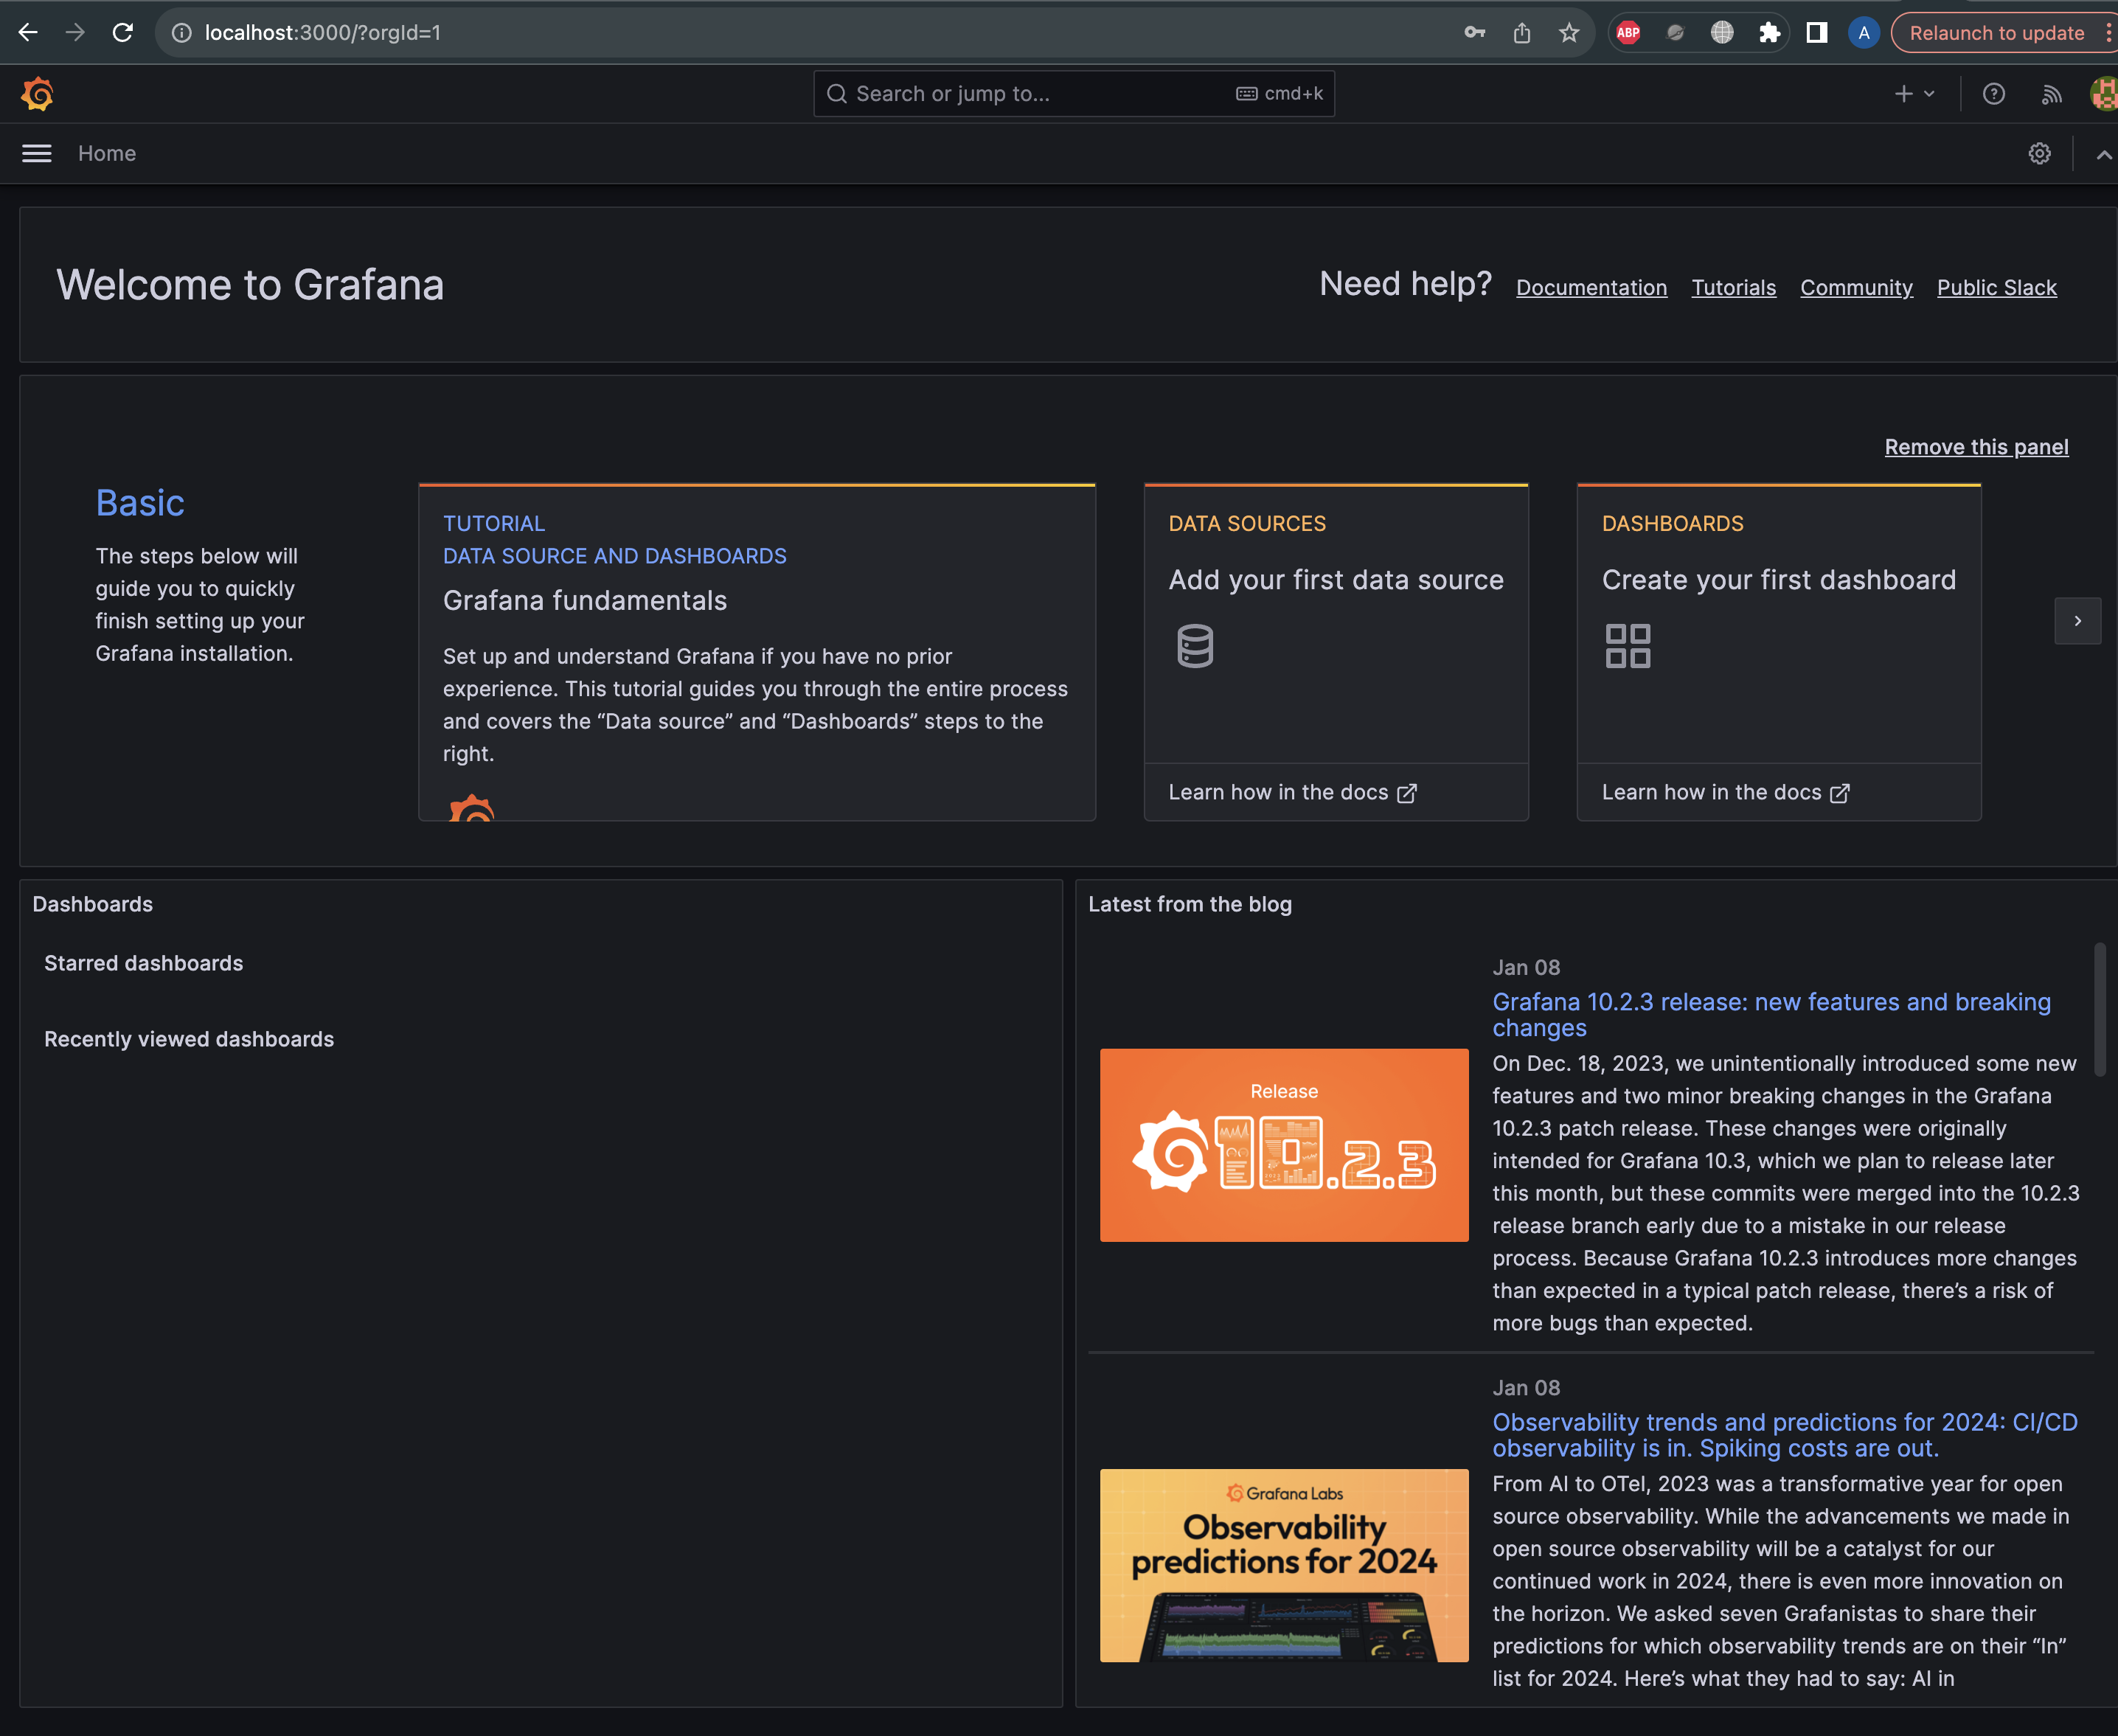 localhost:3000/?orgId=1
ABP
A
Relaunch to update
Search or jump to...
cmd+k
Home
Welcome to Grafana
Need help?
Documentation
Tutorials
Community
Public Slack
Remove this panel
Basic
The steps below will
guide you to quickly
finish setting up your
Grafana installation.
TUTORIAL
DATA SOURCE AND DASHBOARDS
Grafana fundamentals
Set up and understand Grafana if you have no prior
experience. This tutorial guides you through the entire process
and covers the “Data source” and “Dashboards” steps to the
right.
DATA SOURCES
Add your first data source
Learn how in the docs
DASHBOARDS
Create your first dashboard
Learn how in the docs
Dashboards
Starred dashboards
Recently viewed dashboards
Latest from the blog
Release
10.2.3
Jan 08
Grafana 10.2.3 release: new features and breaking
changes
On Dec. 18, 2023, we unintentionally introduced some new
features and two minor breaking changes in the Grafana
10.2.3 patch release. These changes were originally
intended for Grafana 10.3, which we plan to release later
this month, but these commits were merged into the 10.2.3
release branch early due to a mistake in our release
process. Because Grafana 10.2.3 introduces more changes
than expected in a typical patch release, there’s a risk of
more bugs than expected.
Grafana Labs
Observability
predictions for 2024
Jan 08
Observability trends and predictions for 2024: CI/CD
observability is in. Spiking costs are out.
From AI to OTel, 2023 was a transformative year for open
source observability. While the advancements we made in
open source observability will be a catalyst for our
continued work in 2024, there is even more innovation on
the horizon. We asked seven Grafanistas to share their
predictions for which observability trends are on their “In”
list for 2024. Here’s what they had to say: AI in